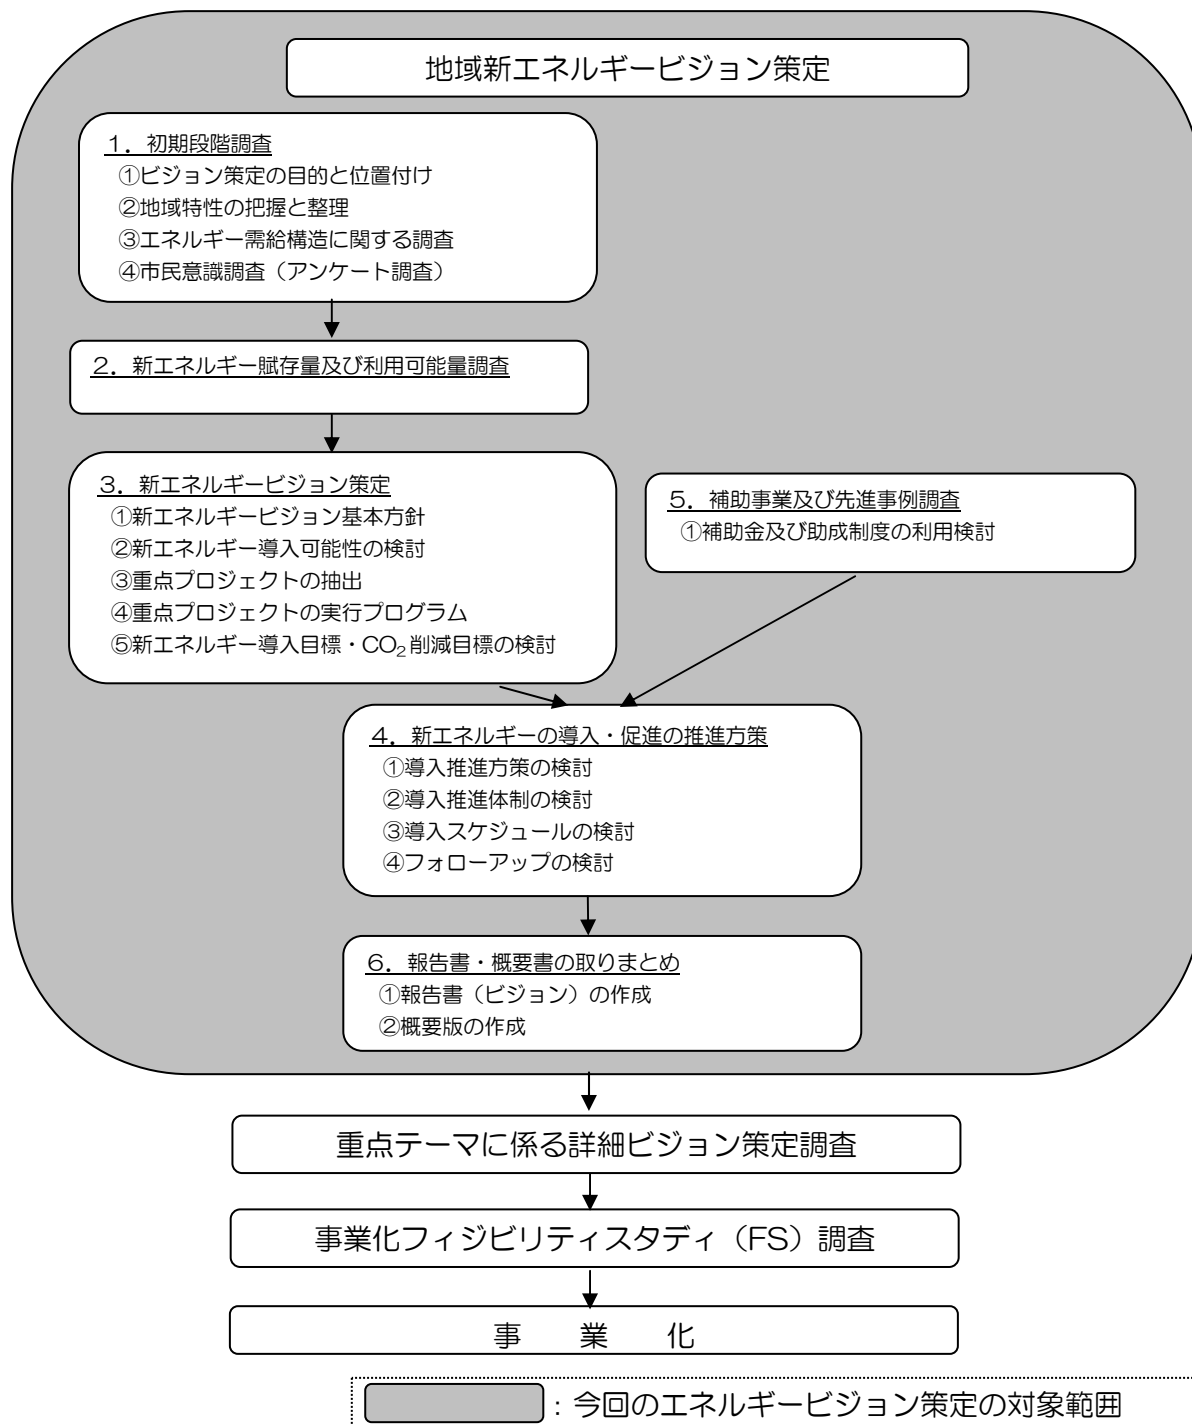 地域新エネルギービジョン策定
1．初期段階調査
①ビジョン策定の目的と位置付け
②地域特性の把握と整理
③エネルギー需給構造に関する調査
④市民意識調査（アンケート調査）
2．新エネルギー賦存量及び利用可能量調査
3．新エネルギービジョン策定
①新エネルギービジョン基本方針
②新エネルギー導入可能性の検討
③重点プロジェクトの抽出
④重点プロジェクトの実行プログラム
⑤新エネルギー導入目標・CO₂削減目標の検討
5．補助事業及び先進事例調査
①補助金及び助成制度の利用検討
4．新エネルギーの導入・促進の推進方策
①導入推進方策の検討
②導入推進体制の検討
③導入スケジュールの検討
④フォローアップの検討
6．報告書・概要書の取りまとめ
①報告書（ビジョン）の作成
②概要版の作成
重点テーマに係る詳細ビジョン策定調査
事業化フィジビリティスタディ（FS）調査
事　業　化
：今回のエネルギービジョン策定の対象範囲